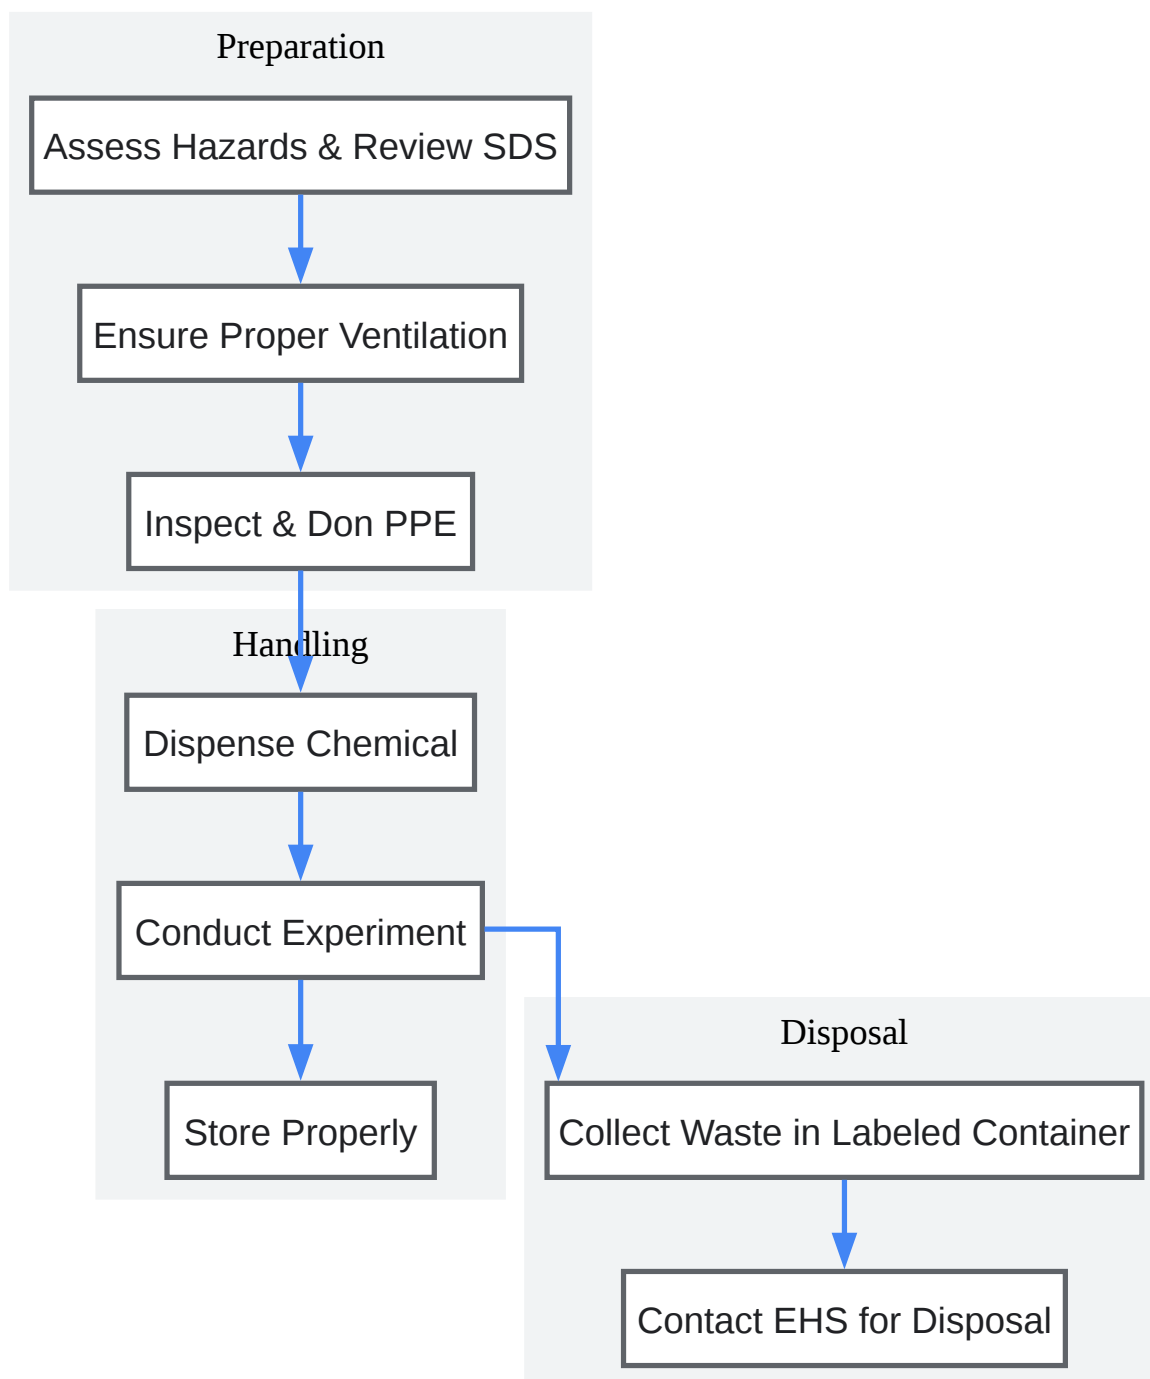 Preparation
Assess Hazards & Review SDS
Ensure Proper Ventilation
Inspect & Don PPE
Handling
Dispense Chemical
Conduct Experiment
Store Properly
Disposal
Collect Waste in Labeled Container
Contact EHS for Disposal